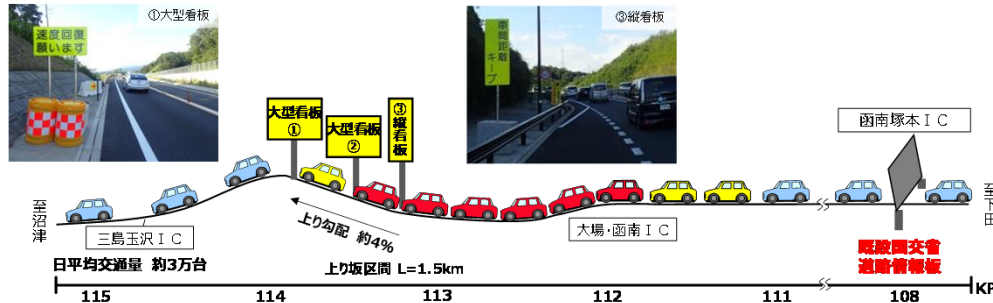 ①大型看板
速度回復
願います
③縦看板
車間距離
キープ
大型看板
①
大型看板
②
③縦看板
函南塚本ＩＣ
至沼津
至下田
三島玉沢ＩＣ
上り勾配 約4%
大場・函南ＩＣ
既設国交省
道路情報板
日平均交通量 約3万台
上り坂区間 L=1.5km
115
114
113
112
111
108
KP